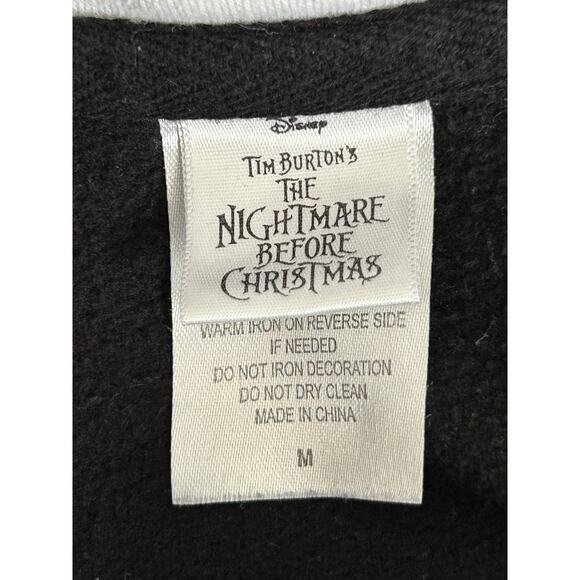 Disney
TIM BURTON'S
THE
NIGHTMARE
BEFORE
CHRISTMAS
WARM IRON ON REVERSE SIDE
IF NEEDED
DO NOT IRON DECORATION
DO NOT DRY CLEAN
MADE IN CHINA
M